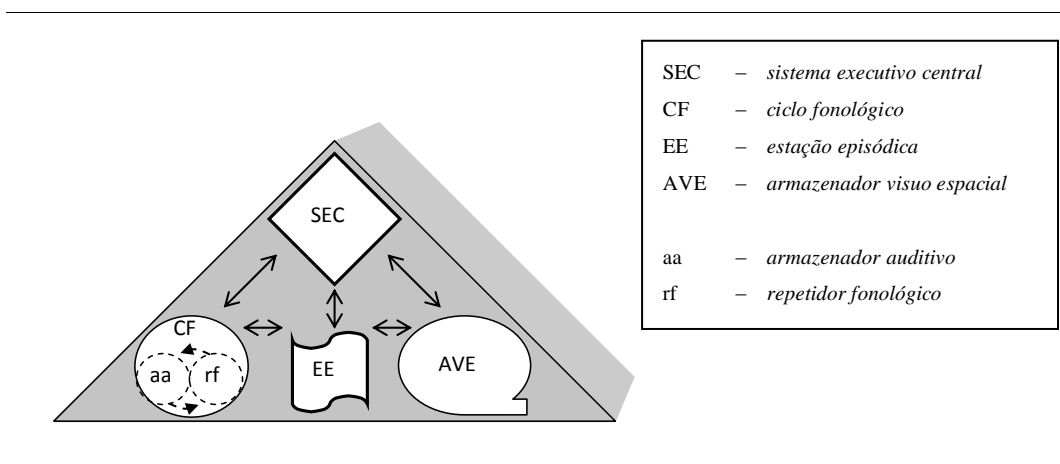 SEC
CF
aa
rf
EE
AVE
SEC – sistema executivo central
CF – ciclo fonológico
EE – estação episódica
AVE – armazenador visuo espacial
aa – armazenador auditivo
rf – repetidor fonológico